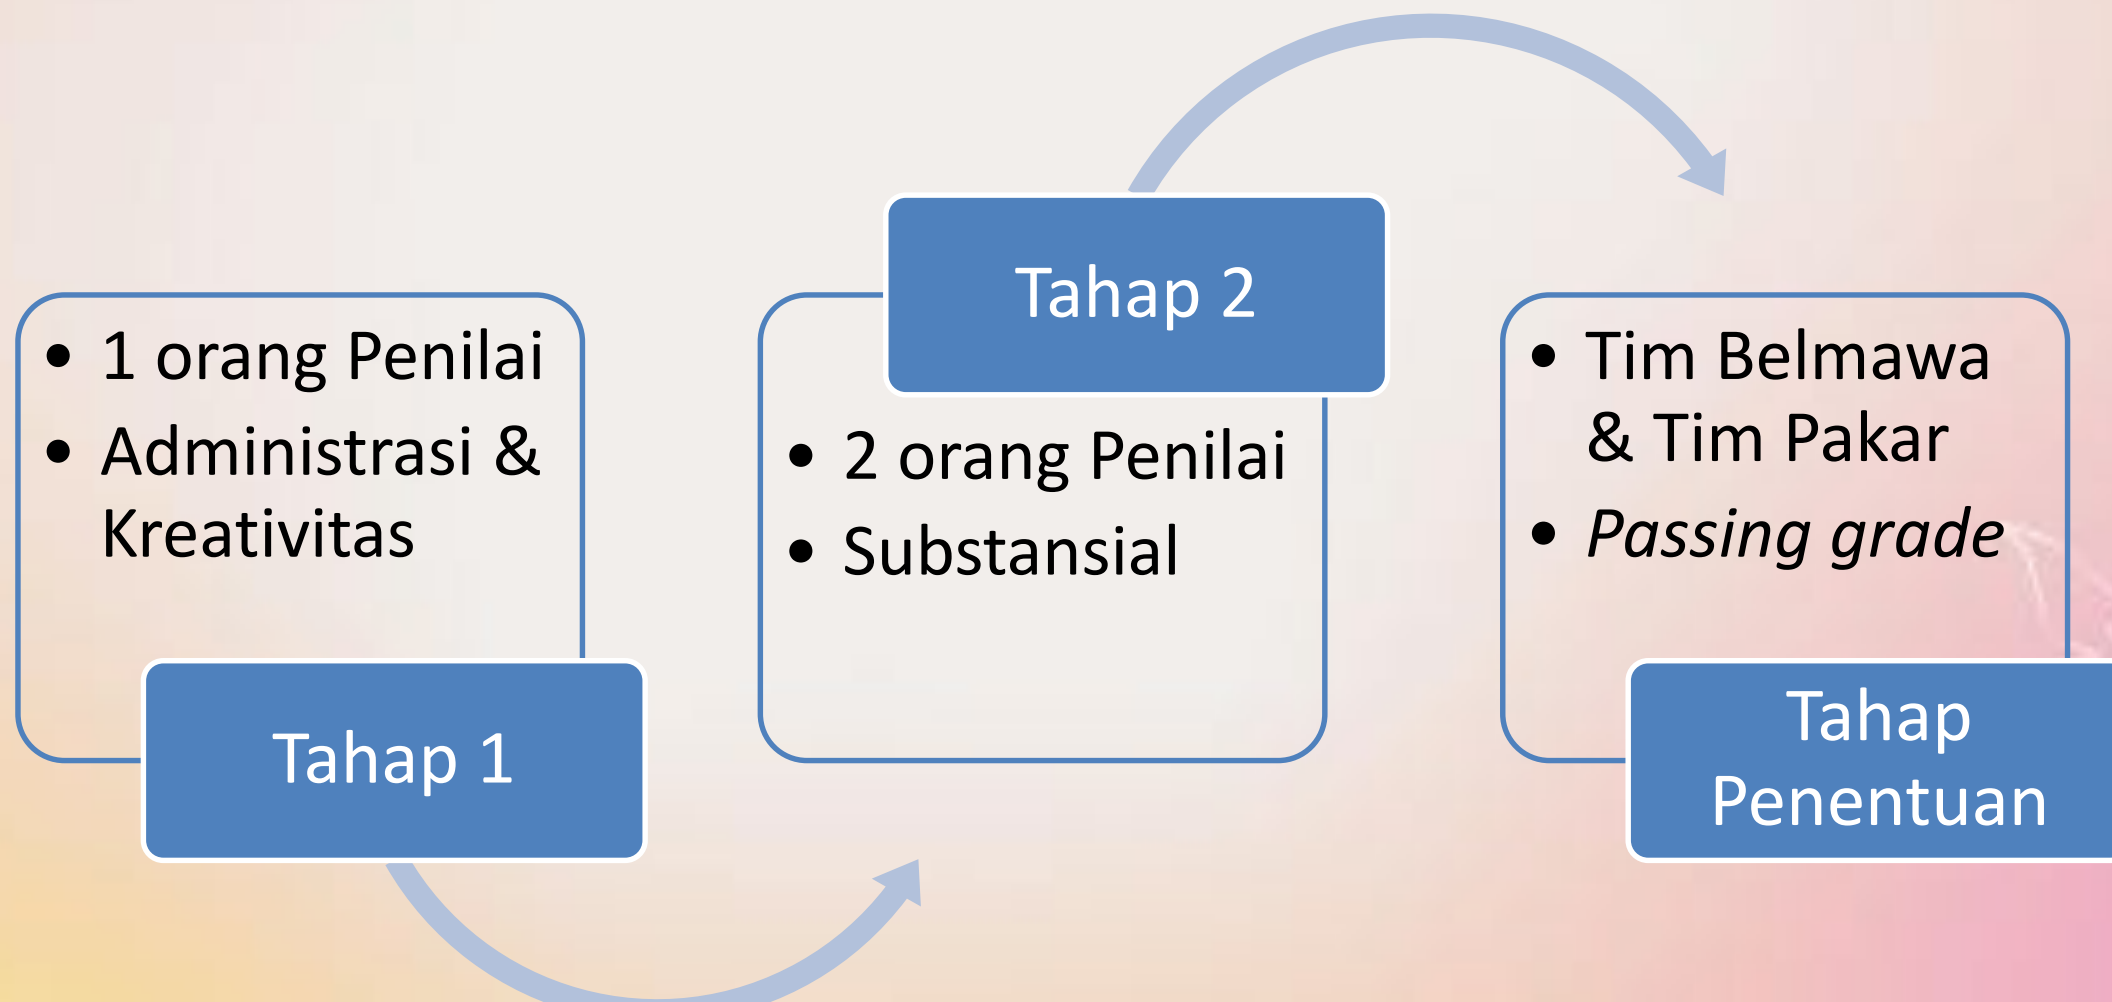 • 1 orang Penilai
• Administrasi &
Kreativitas
Tahap 1
Tahap 2
• 2 orang Penilai
• Substansial
• Tim Belmawa
& Tim Pakar
• Passing grade
Tahap
Penentuan